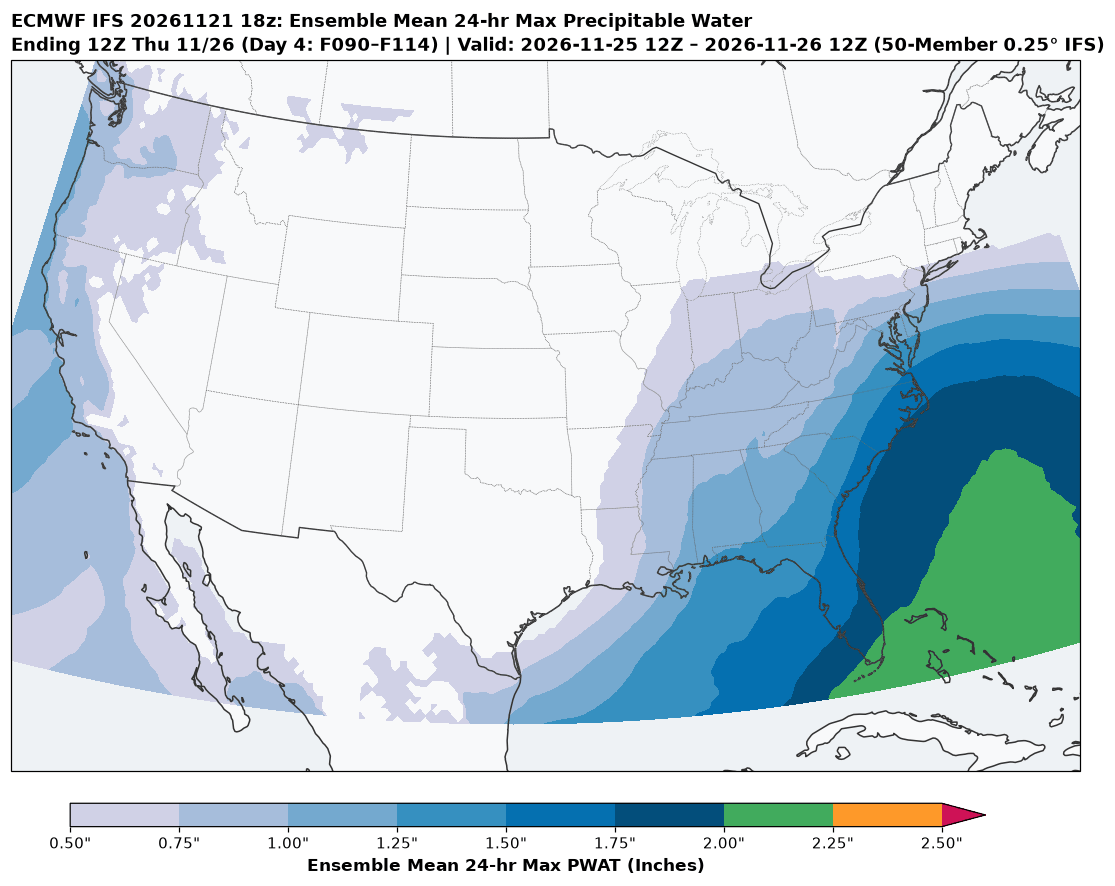 ECMWF IFS 20261121 18z: Ensemble Mean 24-hr Max Precipitable Water
Ending 12Z Thu 11/26 (Day 4: F090–F114) | Valid: 2026-11-25 12Z – 2026-11-26 12Z (50-Member 0.25° IFS)
0.50" 0.75" 1.00" 1.25" 1.50" 1.75" 2.00" 2.25" 2.50"
Ensemble Mean 24-hr Max PWAT (Inches)